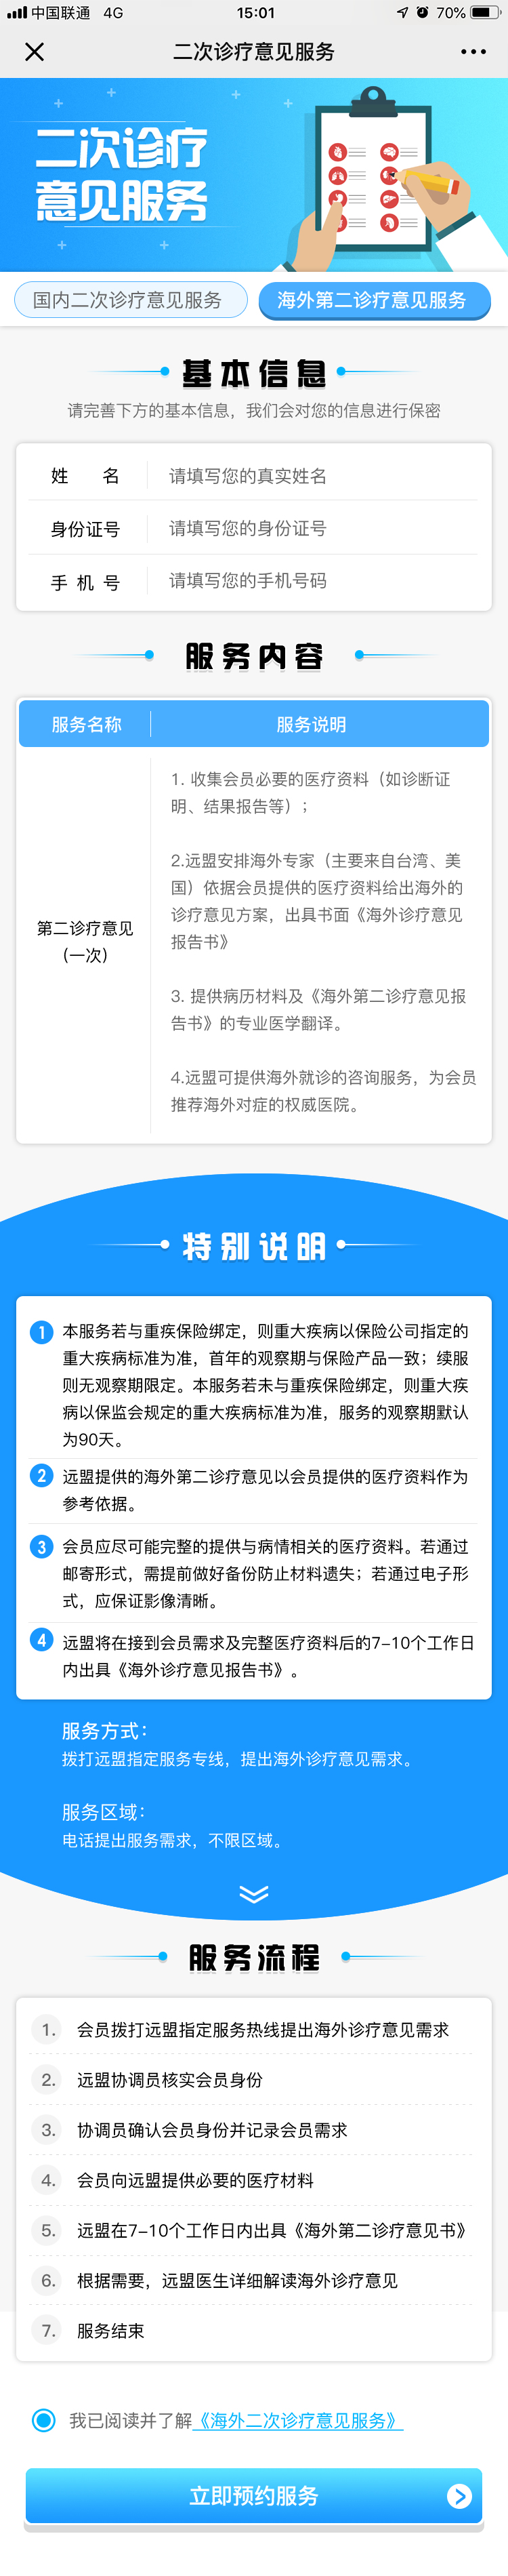 中国联通 4G 15:01 70%
二次诊疗意见服务
二次诊疗
意见服务
国内二次诊疗意见服务 海外第二诊疗意见服务
基本信息
请完善下方的基本信息，我们会对您的信息进行保密
姓 名 请填写您的真实姓名
身份证号 请填写您的身份证号
手 机 号 请填写您的手机号码
服务内容
服务名称 服务说明
第二诊疗意见
（一次）
1. 收集会员必要的医疗资料（如诊断证
明、结果报告等）；
2.远盟安排海外专家（主要来自台湾、美
国）依据会员提供的医疗资料给出海外的
诊疗意见方案，出具书面《海外诊疗意见
报告书》
3. 提供病历材料及《海外第二诊疗意见报
告书》的专业医学翻译。
4.远盟可提供海外就诊的咨询服务，为会员
推荐海外对症的权威医院。
特别说明
1 本服务若与重疾保险绑定，则重大疾病以保险公司指定的
重大疾病标准为准，首年的观察期与保险产品一致；续服
则无观察期限定。本服务若未与重疾保险绑定，则重大疾
病以保监会规定的重大疾病标准为准，服务的观察期默认
为90天。
2 远盟提供的海外第二诊疗意见以会员提供的医疗资料作为
参考依据。
3 会员应尽可能完整的提供与病情相关的医疗资料。若通过
邮寄形式，需提前做好备份防止材料遗失；若通过电子形
式，应保证影像清晰。
4 远盟将在接到会员需求及完整医疗资料后的7-10个工作日
内出具《海外诊疗意见报告书》。
服务方式：
拨打远盟指定服务专线，提出海外诊疗意见需求。
服务区域：
电话提出服务需求，不限区域。
服务流程
1. 会员拨打远盟指定服务热线提出海外诊疗意见需求
2. 远盟协调员核实会员身份
3. 协调员确认会员身份并记录会员需求
4. 会员向远盟提供必要的医疗材料
5. 远盟在7-10个工作日内出具《海外第二诊疗意见书》
6. 根据需要，远盟医生详细解读海外诊疗意见
7. 服务结束
我已阅读并了解《海外二次诊疗意见服务》
立即预约服务